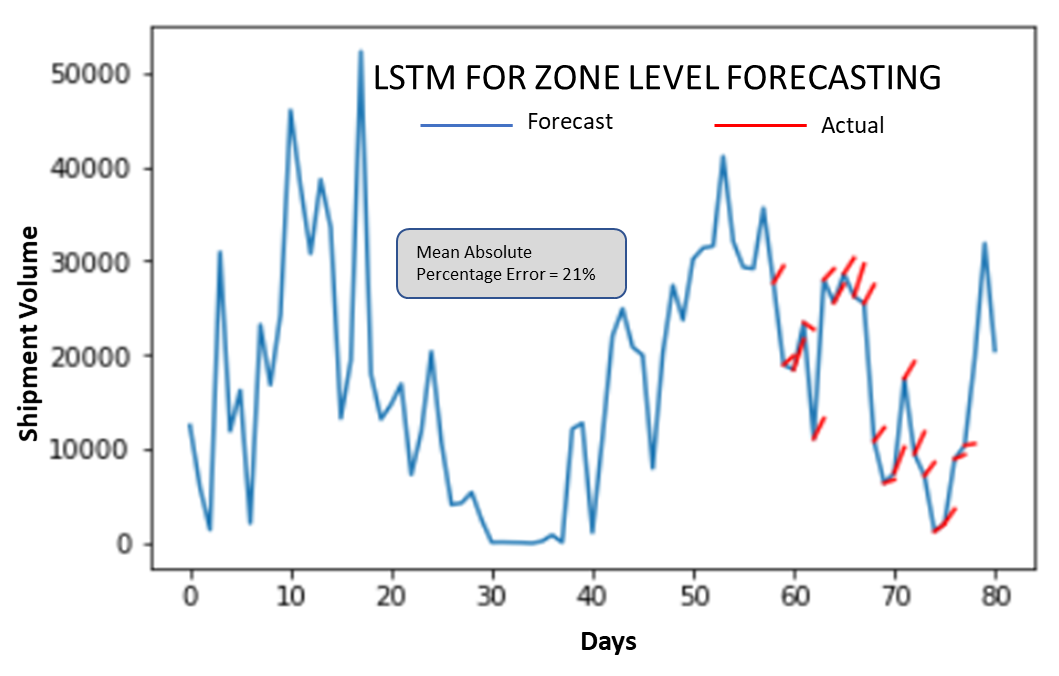 LSTM FOR ZONE LEVEL FORECASTING
Forecast
Actual
Mean Absolute
Percentage Error = 21%
Shipment Volume
50000
40000
30000
20000
10000
0
0 10 20 30 40 50 60 70 80
Days